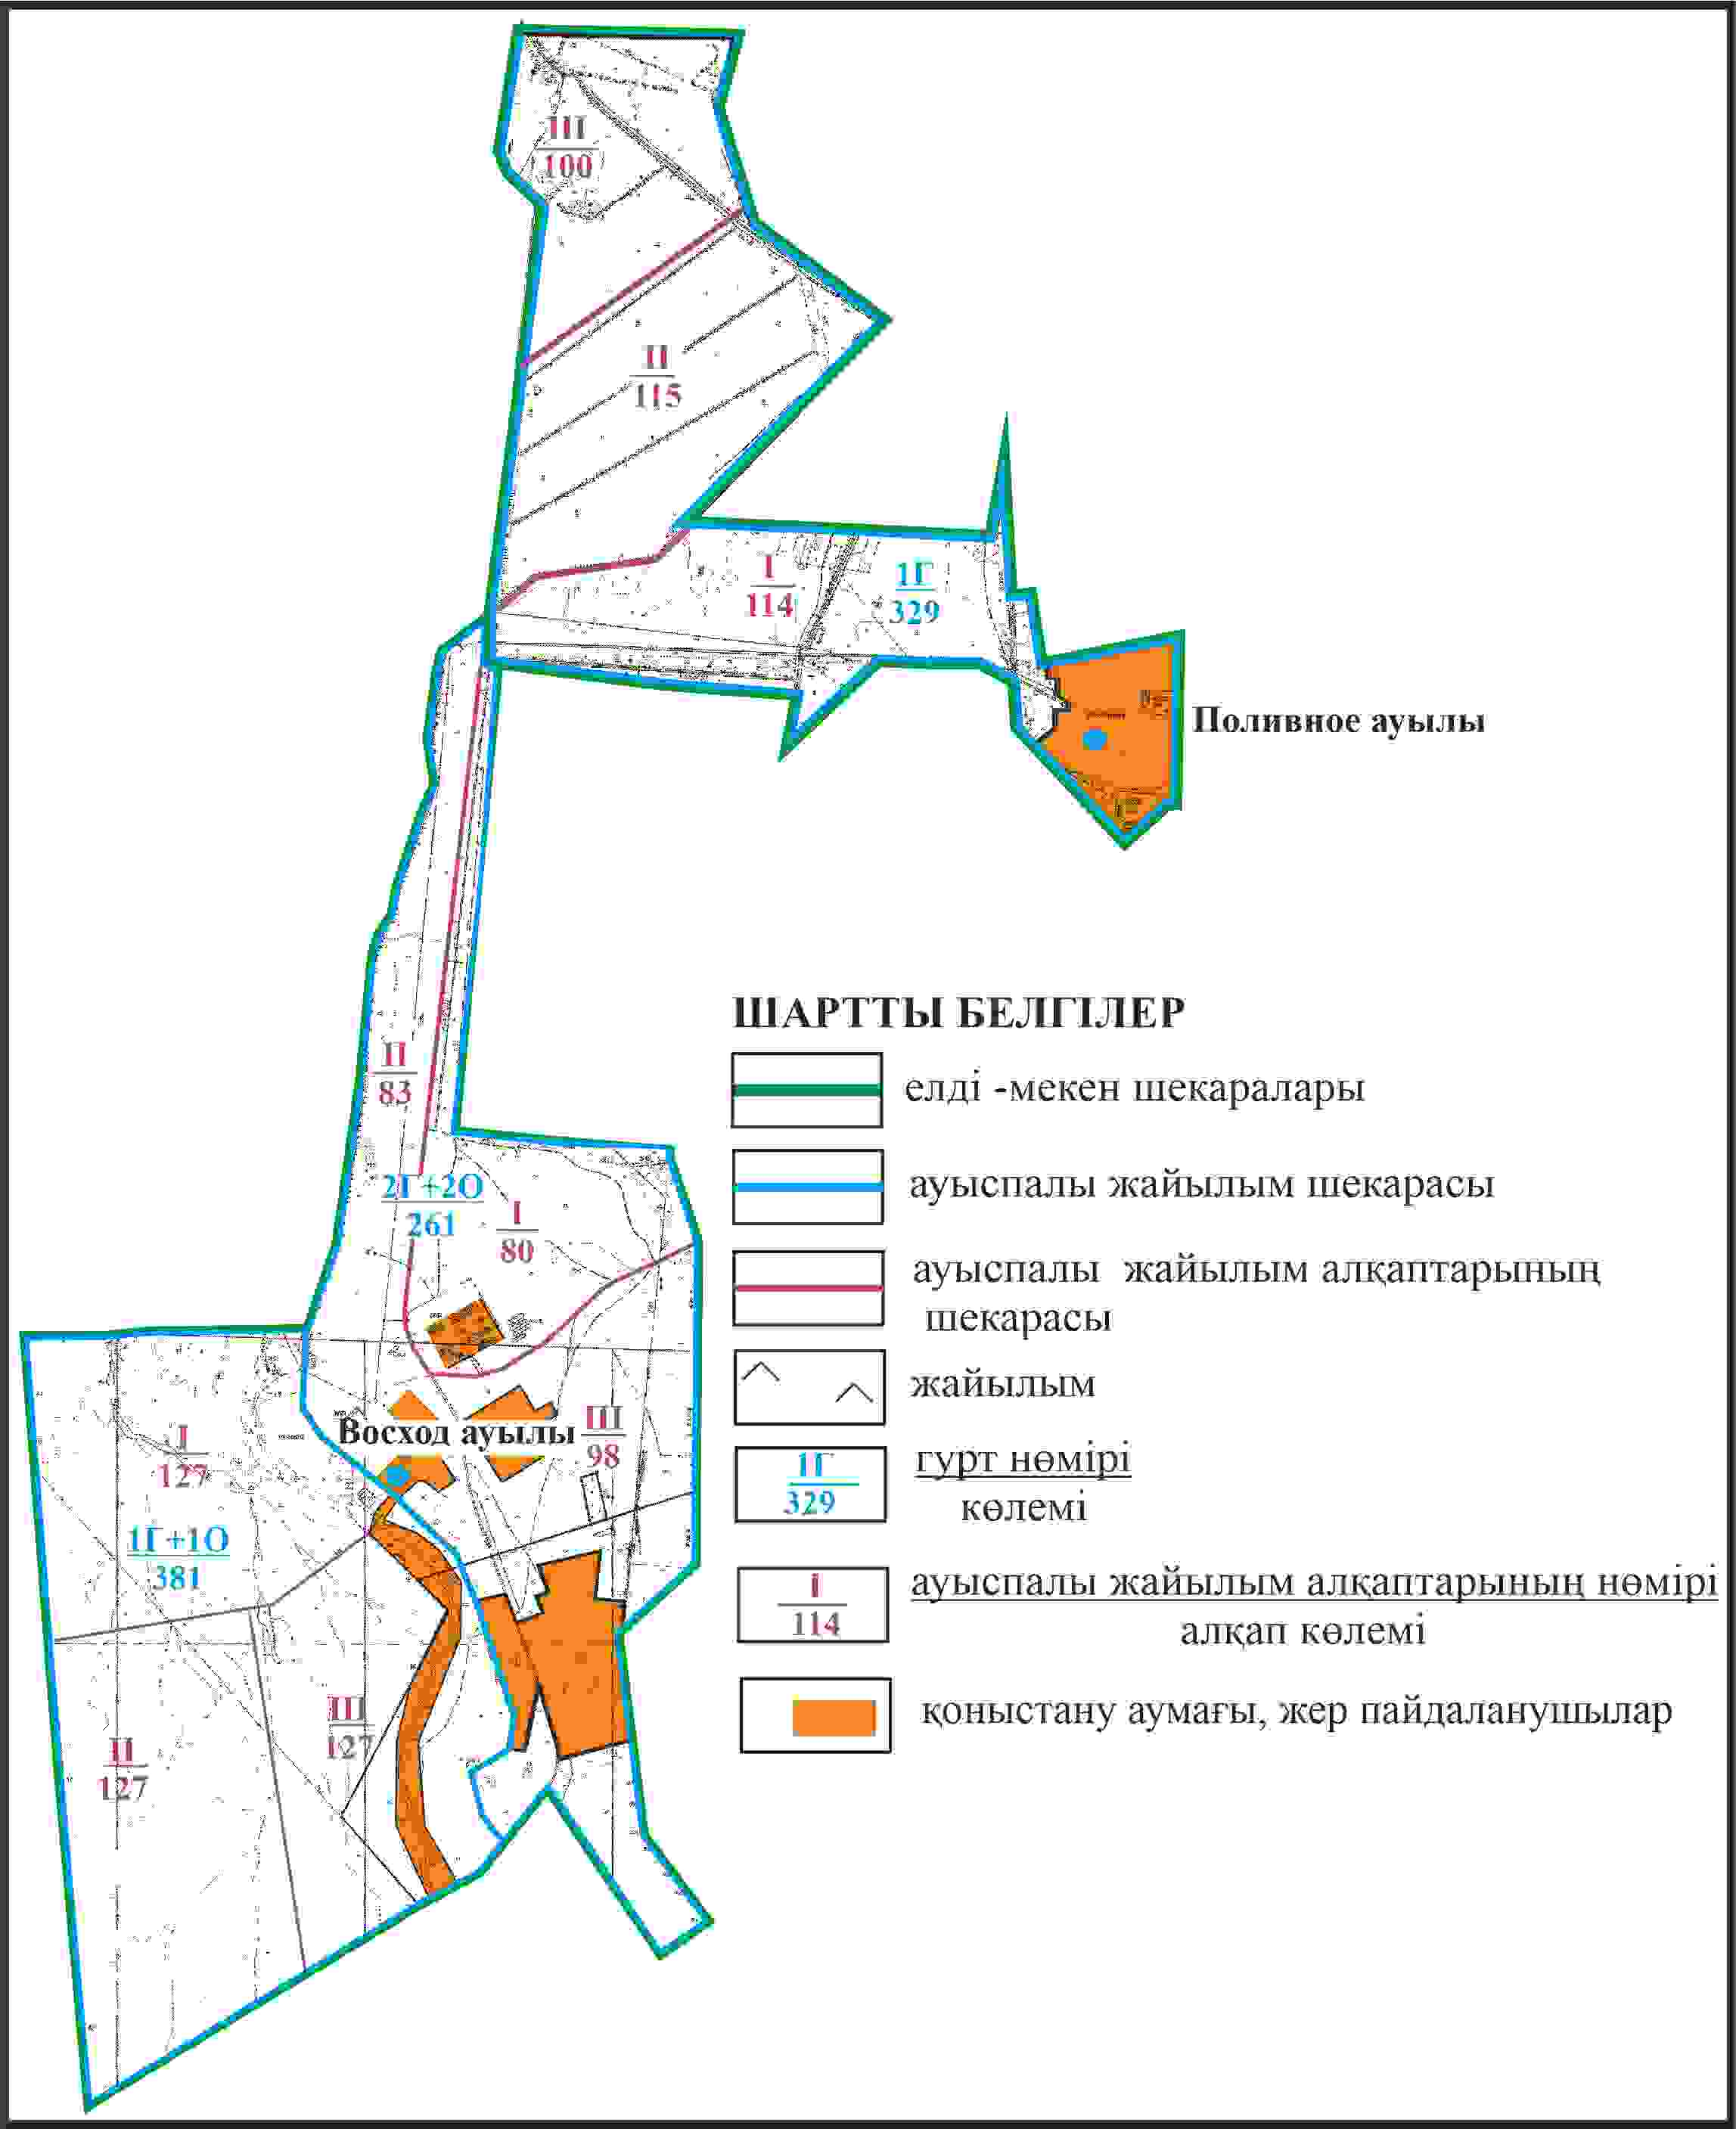 III
100
II
115
I
114
1Г
329
Поливное ауылы
II
83
2Г+2О
261
I
80
Восход ауылы
III
98
I
127
1Г+1О
381
III
127
II
127
ШАРТТЫ БЕЛГІЛЕР
елді -мекен шекаралары
ауыспалы жайылым шекарасы
ауыспалы жайылым алқаптарының
шекарасы
жайылым
1Г
329
гурт нөмірі
көлемі
I
114
ауыспалы жайылым алқаптарының нөмірі
алқап көлемі
қоныстану аумағы, жер пайдаланушылар